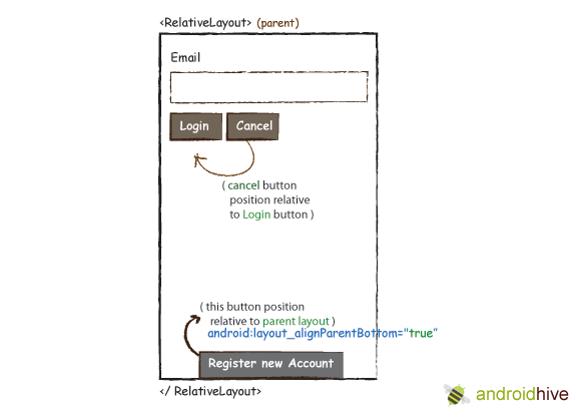 <RelativeLayout> (parent)
Email
Login Cancel
( cancel button
position relative
to Login button )
( this button position
relative to parent layout )
android:layout_alignParentBottom="true"
Register new Account
</ RelativeLayout>
androidhive